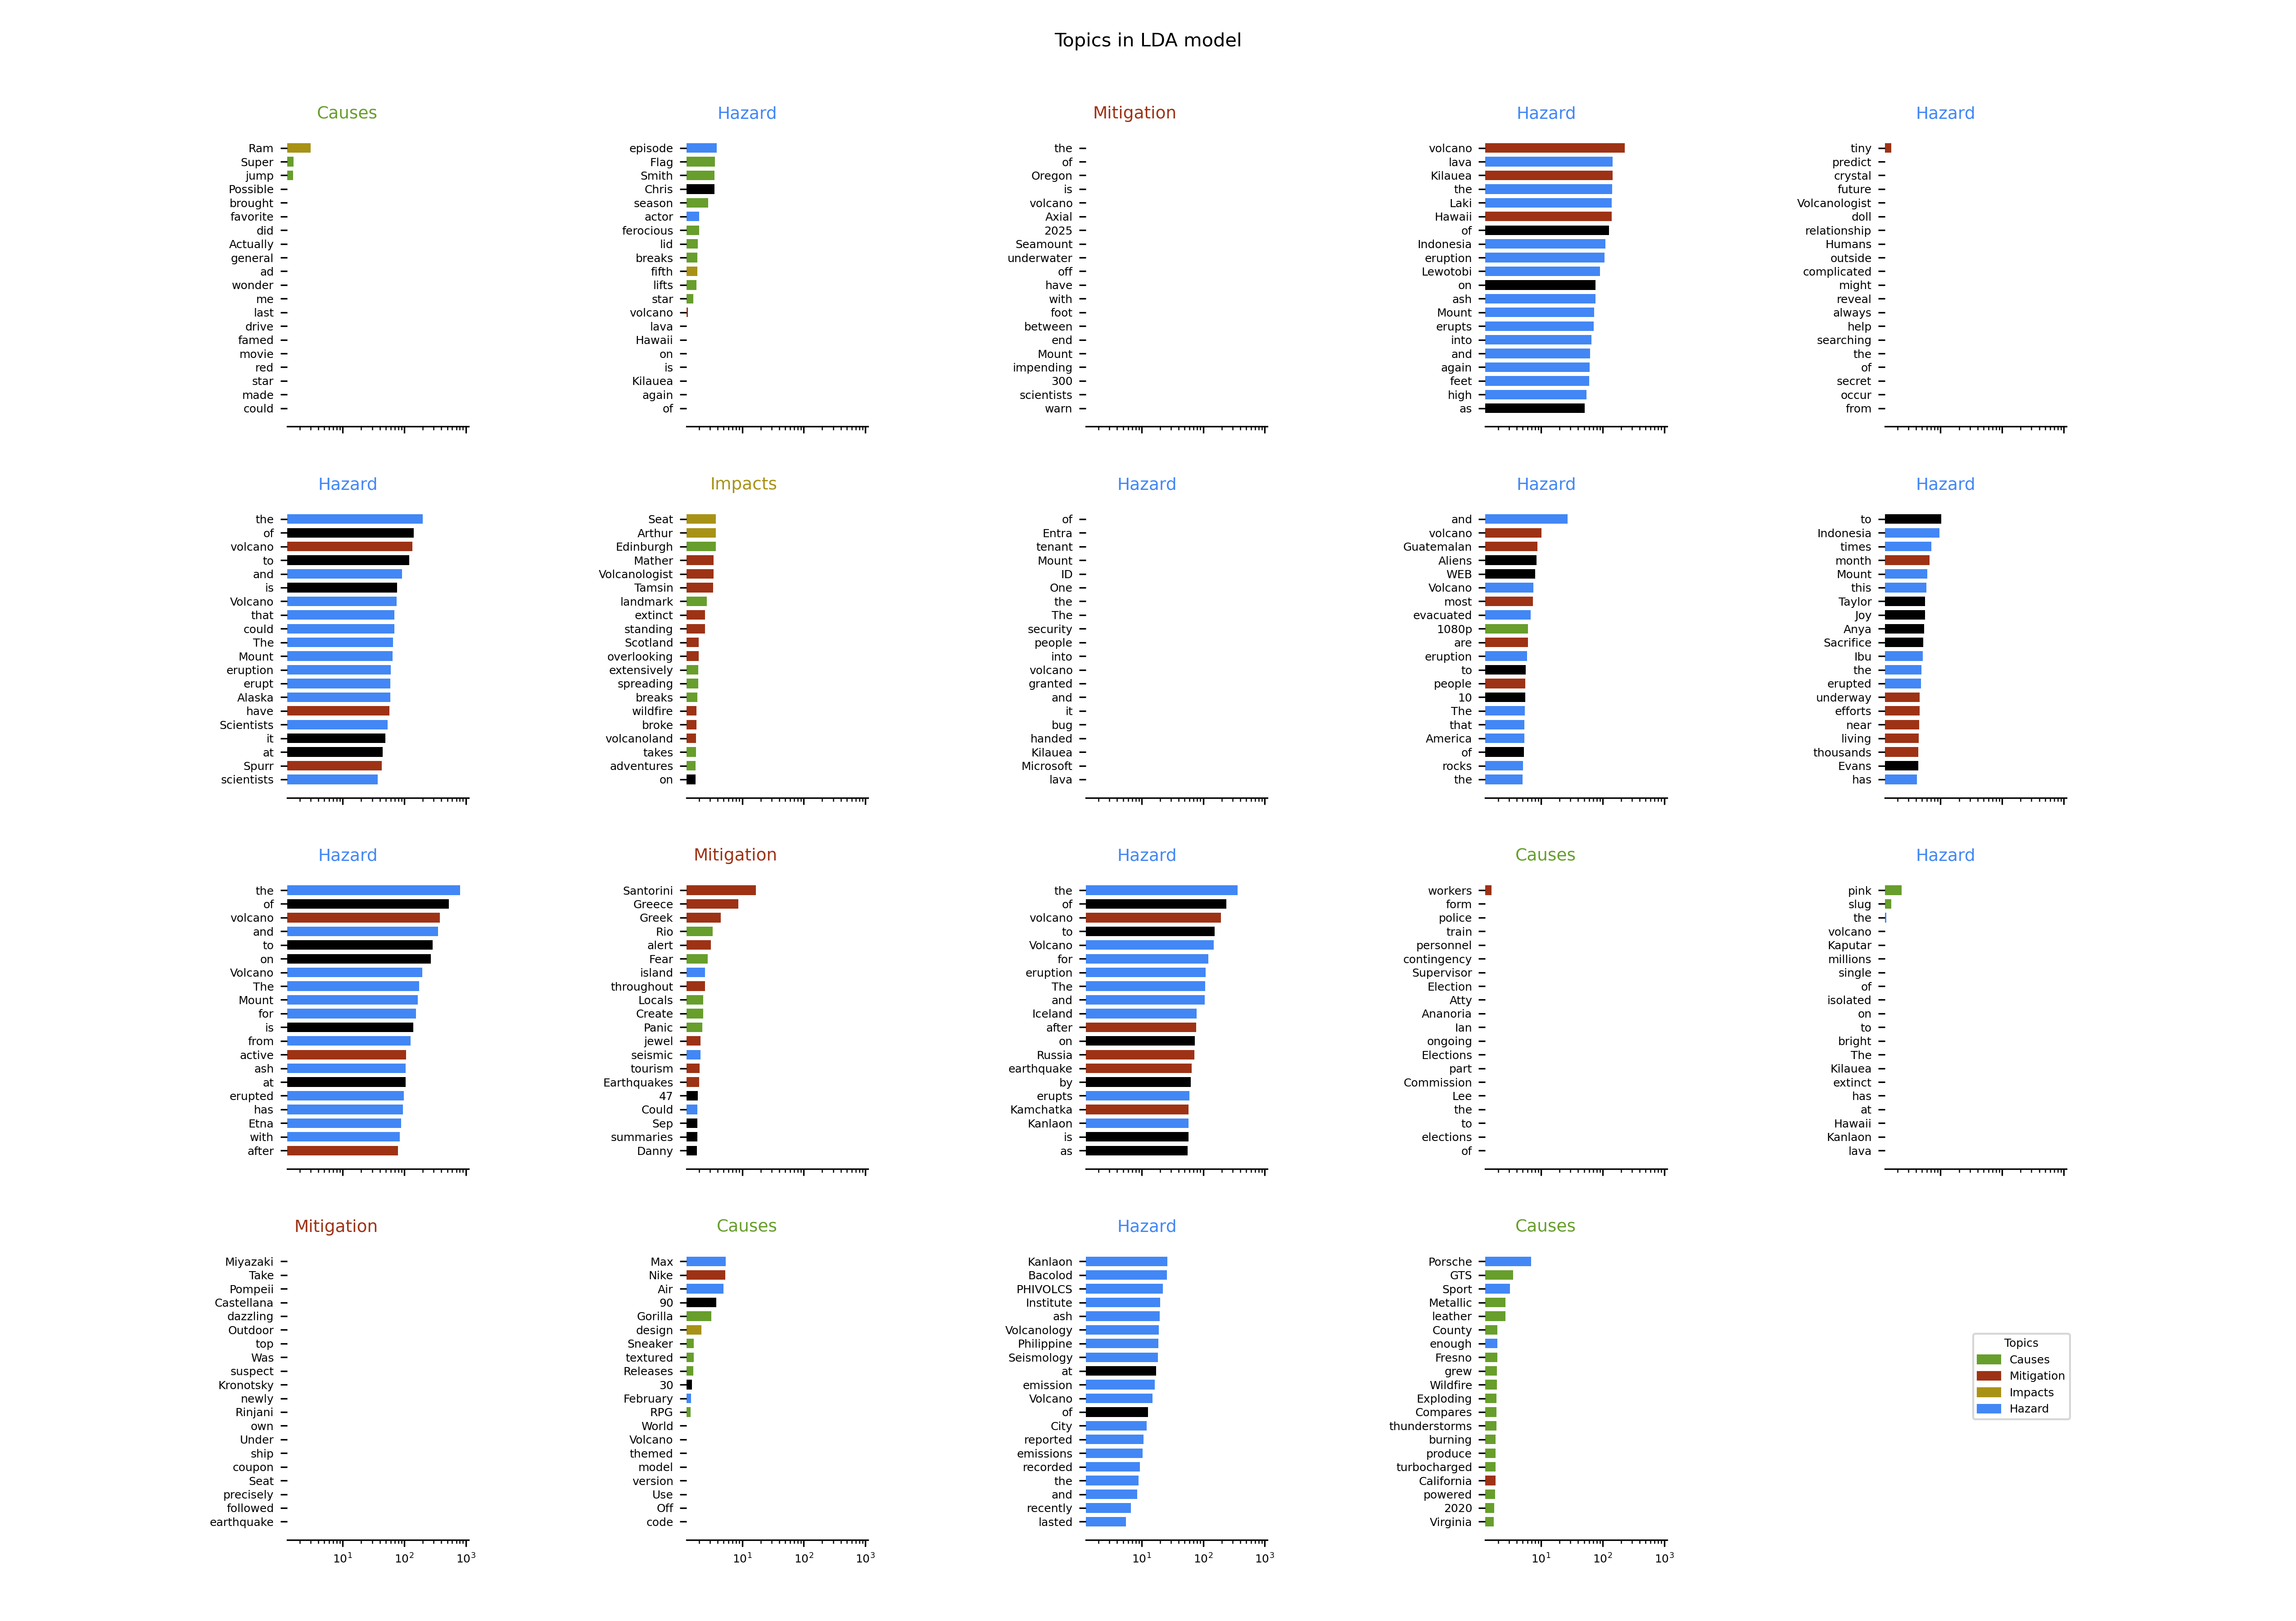 Topics in LDA model
Causes
Ram
Super
jump
Possible
brought
favorite
did
Actually
general
ad
wonder
me
last
drive
famed
movie
red
star
made
could
Hazard
episode
Flag
Smith
Chris
season
actor
ferocious
lid
breaks
fifth
lifts
star
volcano
lava
Hawaii
on
is
Kilauea
again
of
Mitigation
the
of
Oregon
is
volcano
Axial
2025
Seamount
underwater
off
have
with
foot
between
end
Mount
impending
300
scientists
warn
Hazard
volcano
lava
Kilauea
the
Laki
Hawaii
of
Indonesia
eruption
Lewotobi
on
ash
Mount
erupts
into
and
again
feet
high
as
Hazard
tiny
predict
crystal
future
Volcanologist
doll
relationship
Humans
outside
complicated
might
reveal
always
help
searching
the
of
secret
occur
from
Hazard
the
of
volcano
to
and
is
Volcano
that
could
The
Mount
eruption
erupt
Alaska
have
Scientists
it
at
Spurr
scientists
Impacts
Seat
Arthur
Edinburgh
Mather
Volcanologist
Tamsin
landmark
extinct
standing
Scotland
overlooking
extensively
spreading
breaks
wildfire
broke
volcanoland
takes
adventures
on
Hazard
of
Entra
tenant
Mount
ID
One
the
The
security
people
into
volcano
granted
and
it
bug
handed
Kilauea
Microsoft
lava
Hazard
and
volcano
Guatemalan
Aliens
WEB
Volcano
most
evacuated
1080p
are
eruption
to
people
10
The
that
America
of
rocks
the
Hazard
to
Indonesia
times
month
Mount
this
Taylor
Joy
Anya
Sacrifice
Ibu
the
erupted
underway
efforts
near
living
thousands
Evans
has
Hazard
the
of
volcano
and
to
on
Volcano
The
Mount
for
is
from
active
ash
at
erupted
has
Etna
with
after
Mitigation
Santorini
Greece
Greek
Rio
alert
Fear
island
throughout
Locals
Create
Panic
jewel
seismic
tourism
Earthquakes
47
Could
Sep
summaries
Danny
Hazard
the
of
volcano
to
Volcano
for
eruption
The
and
Iceland
after
on
Russia
earthquake
by
erupts
Kamchatka
Kanlaon
is
as
Causes
workers
form
police
train
personnel
contingency
Supervisor
Election
Atty
Ananoria
Ian
ongoing
Elections
part
Commission
Lee
the
to
elections
of
Hazard
pink
slug
the
volcano
Kaputar
millions
single
of
isolated
on
to
bright
The
Kilauea
extinct
has
at
Hawaii
Kanlaon
lava
Mitigation
Miyazaki
Take
Pompeii
Castellana
dazzling
Outdoor
top
Was
suspect
Kronotsky
newly
Rinjani
own
Under
ship
coupon
Seat
precisely
followed
earthquake
10¹ 10² 10³
Causes
Max
Nike
Air
90
Gorilla
design
Sneaker
textured
Releases
30
February
RPG
World
Volcano
themed
model
version
Use
Off
code
10¹ 10² 10³
Hazard
Kanlaon
Bacolod
PHIVOLCS
Institute
ash
Volcanology
Philippine
Seismology
at
emission
Volcano
of
City
reported
emissions
recorded
the
and
recently
lasted
10¹ 10² 10³
Causes
Porsche
GTS
Sport
Metallic
leather
County
enough
Fresno
grew
Wildfire
Exploding
Compares
thunderstorms
burning
produce
turbocharged
California
powered
2020
Virginia
10¹ 10² 10³
Topics
Causes
Mitigation
Impacts
Hazard